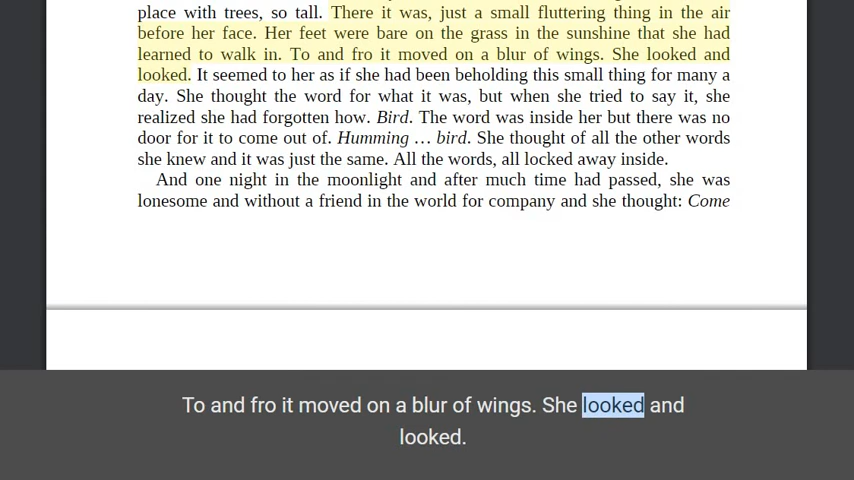 place with trees, so tall. There it was, just a small fluttering thing in the air
before her face. Her feet were bare on the grass in the sunshine that she had
learned to walk in. To and fro it moved on a blur of wings. She looked and
looked. It seemed to her as if she had been beholding this small thing for many a
day. She thought the word for what it was, but when she tried to say it, she
realized she had forgotten how. Bird. The word was inside her but there was no
door for it to come out of. Humming … bird. She thought of all the other words
she knew and it was just the same. All the words, all locked away inside.
And one night in the moonlight and after much time had passed, she was
lonesome and without a friend in the world for company and she thought: Come
To and fro it moved on a blur of wings. She looked and
looked.